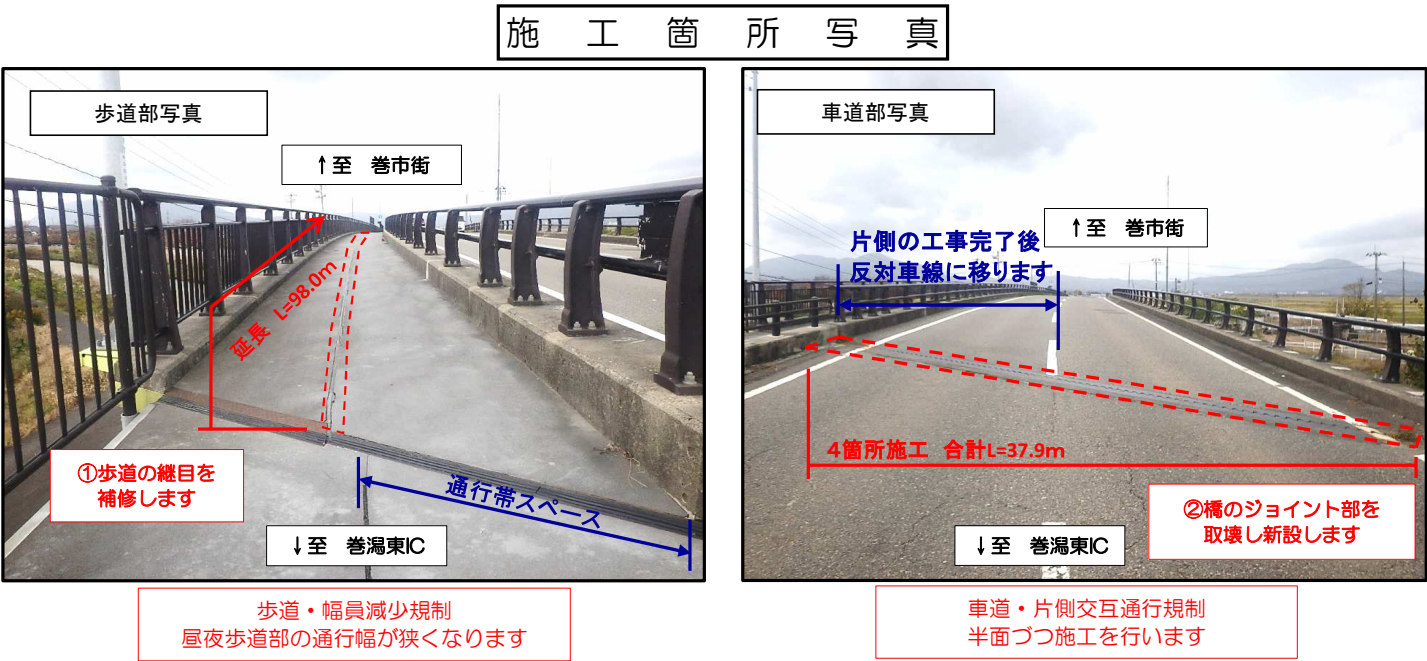 施工箇所写真
歩道部写真
↑至 巻市街
延長 L=98.0m
①歩道の継目を
補修します
通行帯スペース
↓至 巻潟東IC
歩道・幅員減少規制
昼夜歩道部の通行幅が狭くなります
車道部写真
↑至 巻市街
片側の工事完了後
反対車線に移ります
4箇所施工 合計L=37.9m
②橋のジョイント部を
取壊し新設します
↓至 巻潟東IC
車道・片側交互通行規制
半面づつ施工を行います